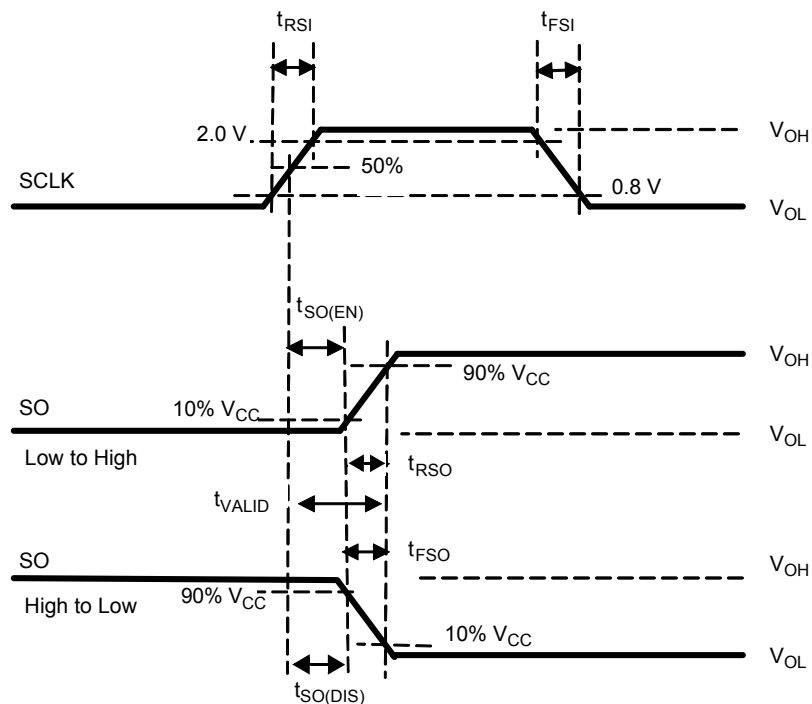 tRSI
tFSI
2.0 V
VOH
50%
SCLK
0.8 V
VOL
tSO(EN)
VOH
90% VCC
SO
10% VCC
VOL
Low to High
tRSO
tVALID
tFSO
SO
VOH
90% VCC
High to Low
10% VCC
VOL
tSO(DIS)